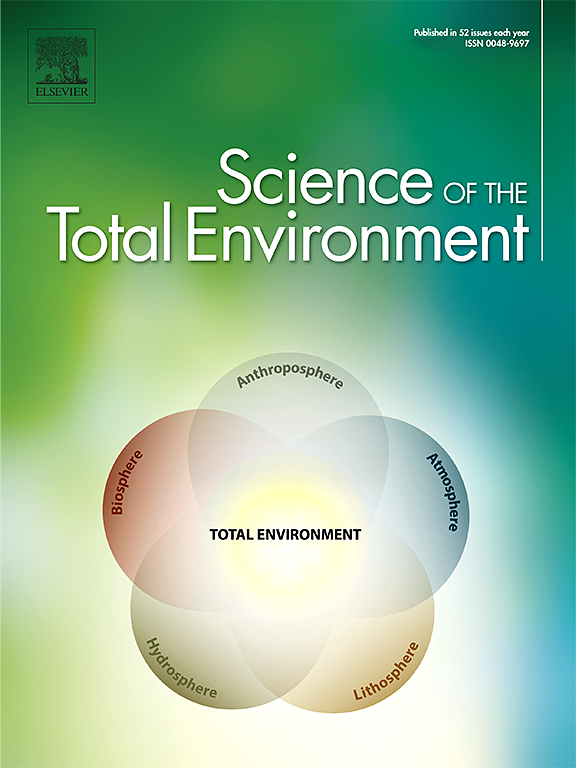 Published in 52 issues each year
ISSN 0048-9697
ELSEVIER
Science OF THE
Total Environment
Anthroposphere
Biosphere
Atmosphere
TOTAL ENVIRONMENT
Hydrosphere
Lithosphere